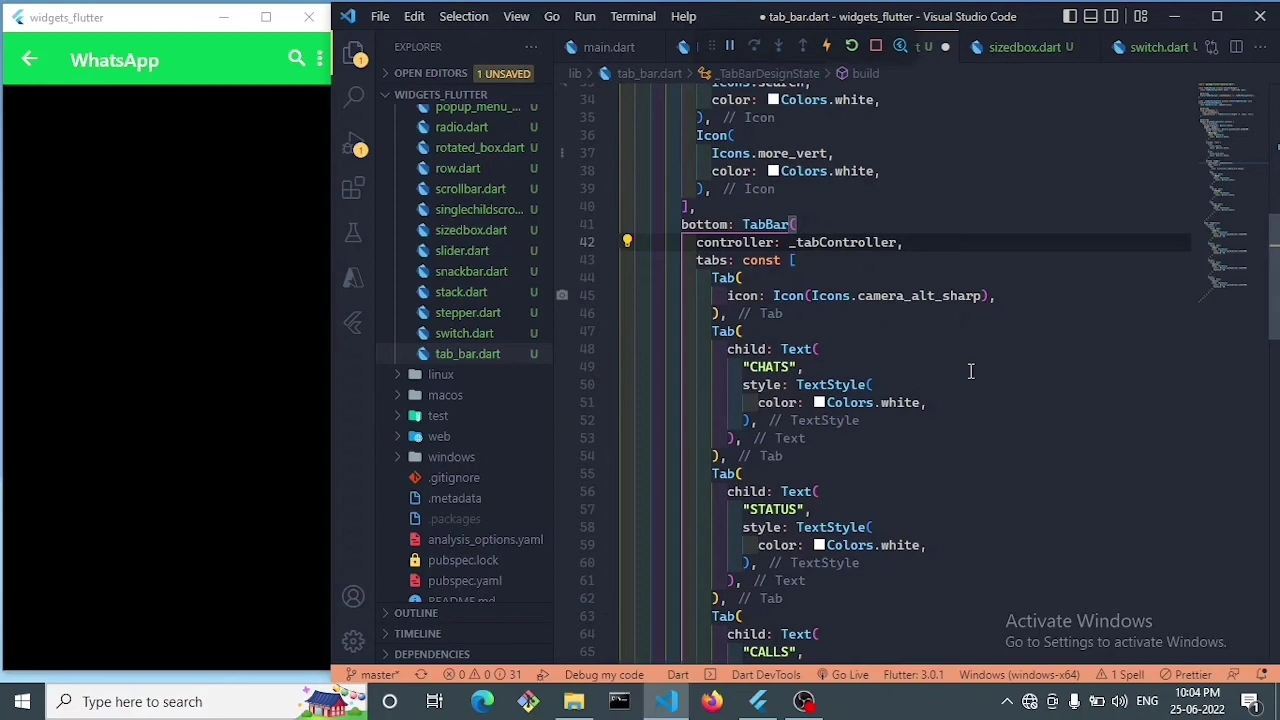 widgets_flutter
WhatsApp
File Edit Selection View Go Run Terminal Help
tab_bar.dart - widgets_flutter - Visual Studio Code
EXPLORER
OPEN EDITORS 1 UNSAVED
WIDGETS_FLUTTER
popup_menu_...
radio.dart U
rotated_box.dart U
row.dart U
scrollbar.dart U
singlechildscro... U
sizedbox.dart U
slider.dart U
snackbar.dart U
stack.dart U
stepper.dart U
switch.dart U
tab_bar.dart U
linux
macos
test
web
windows
.gitignore
.metadata
.packages
analysis_options.yaml
pubspec.lock
pubspec.yaml
README.md
OUTLINE
TIMELINE
DEPENDENCIES
main.dart
t U
sizedbox.dart U
switch.dart U
lib > tab_bar.dart > _TabBarDesignState > build
Icons.search,
34 color: Colors.white,
35 ), // Icon
36 Icon(
37 Icons.more_vert,
38 color: Colors.white,
39 ), // Icon
40 ],
41 bottom: TabBar(
42 controller: _tabController,
43 tabs: const [
44 Tab(
45 icon: Icon(Icons.camera_alt_sharp),
46 ), // Tab
47 Tab(
48 child: Text(
49 "CHATS",
50 style: TextStyle(
51 color: Colors.white,
52 ), // TextStyle
53 ), // Text
54 ), // Tab
55 Tab(
56 child: Text(
57 "STATUS",
58 style: TextStyle(
59 color: Colors.white,
60 ), // TextStyle
61 ), // Text
62 ), // Tab
63 Tab(
64 child: Text(
65 "CALLS",
Activate Windows
Go to Settings to activate Windows.
master* 0 0 31 Debug my code Dart Dart DevTools Go Live Flutter: 3.0.1 Windows (windows-x64) 1 Spell Prettier
Type here to search
ENG
10:04 PM
25-06-2022
1